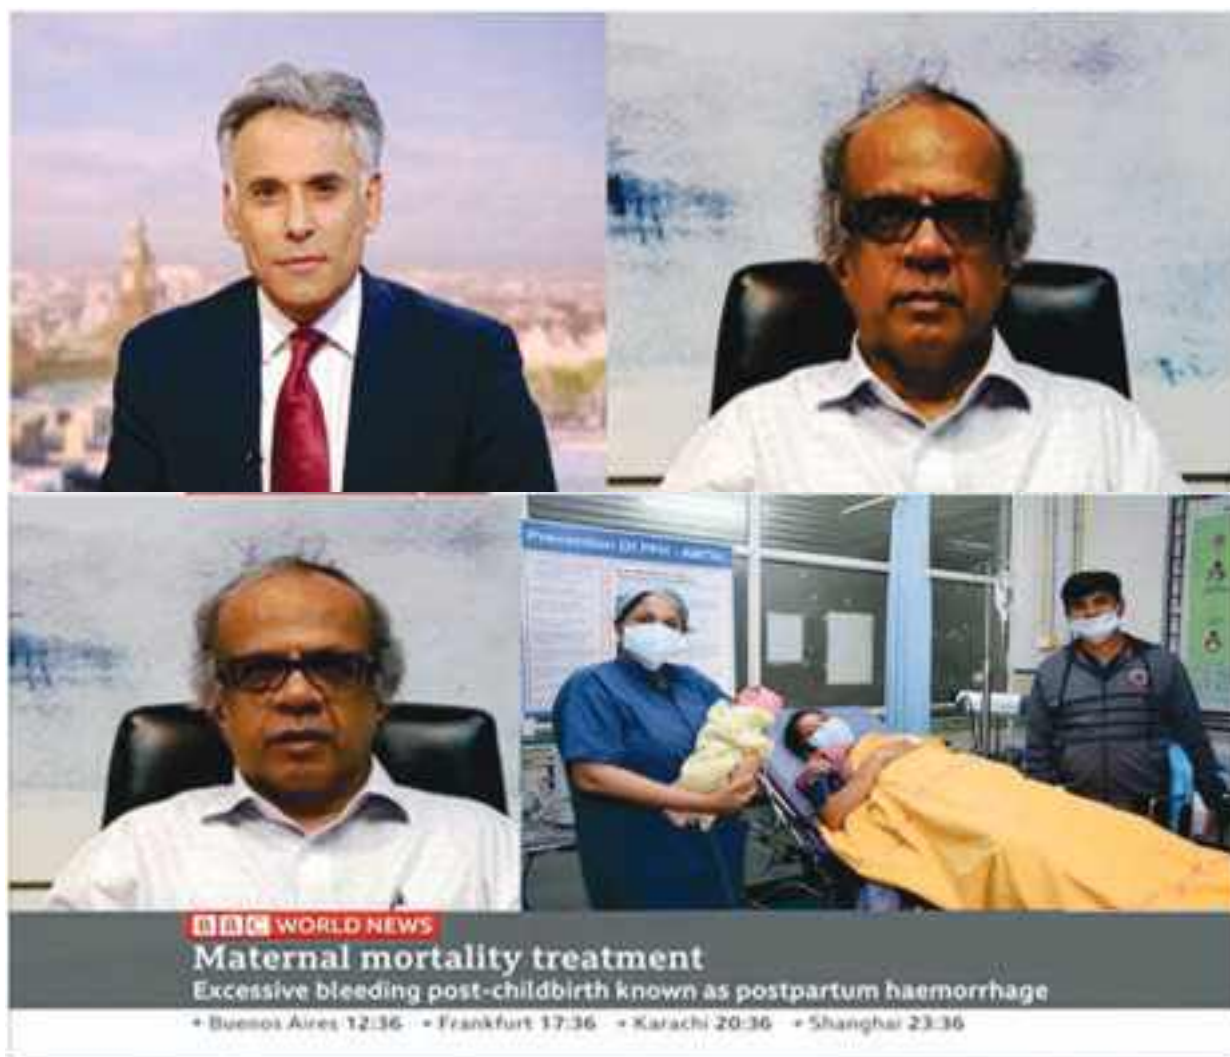 Prevention Of PPH - AMTSL
BBC WORLD NEWS
Maternal mortality treatment
Excessive bleeding post-childbirth known as postpartum haemorrhage
• Buenos Aires 12:36 • Frankfurt 17:36 • Karachi 20:36 • Shanghai 23:36